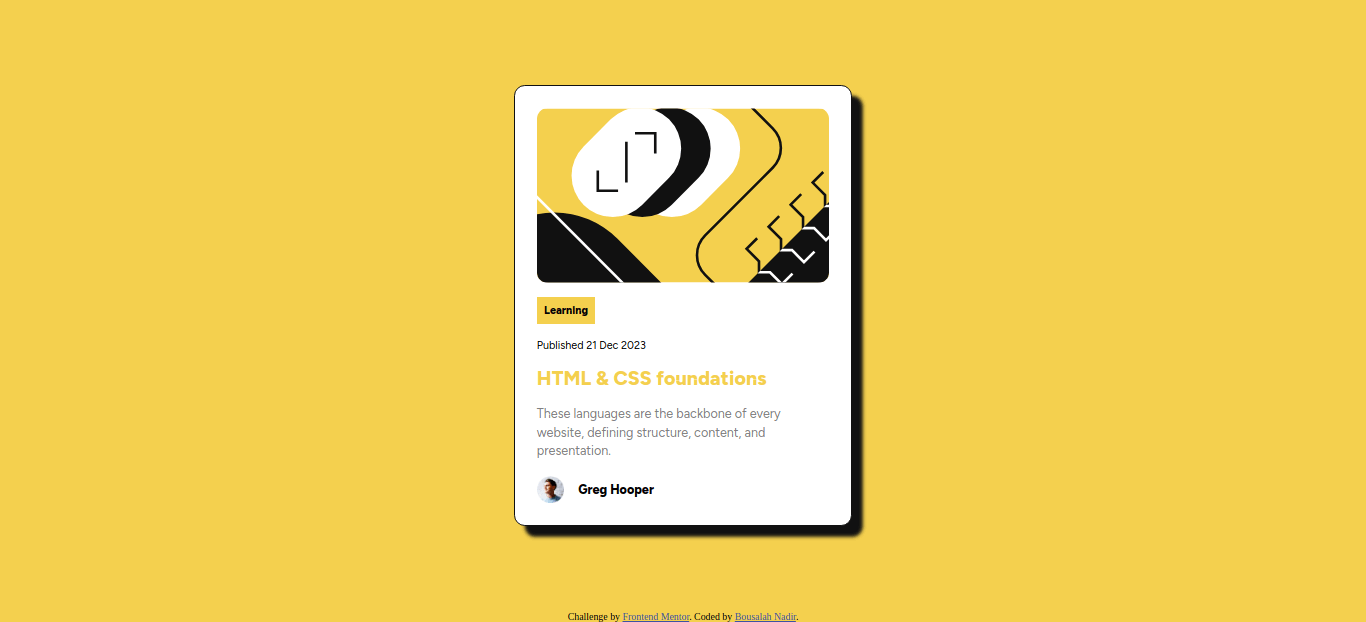 Learning
Published 21 Dec 2023
HTML & CSS foundations
These languages are the backbone of every
website, defining structure, content, and
presentation.
Greg Hooper
Challenge by Frontend Mentor. Coded by Bousalah Nadir.